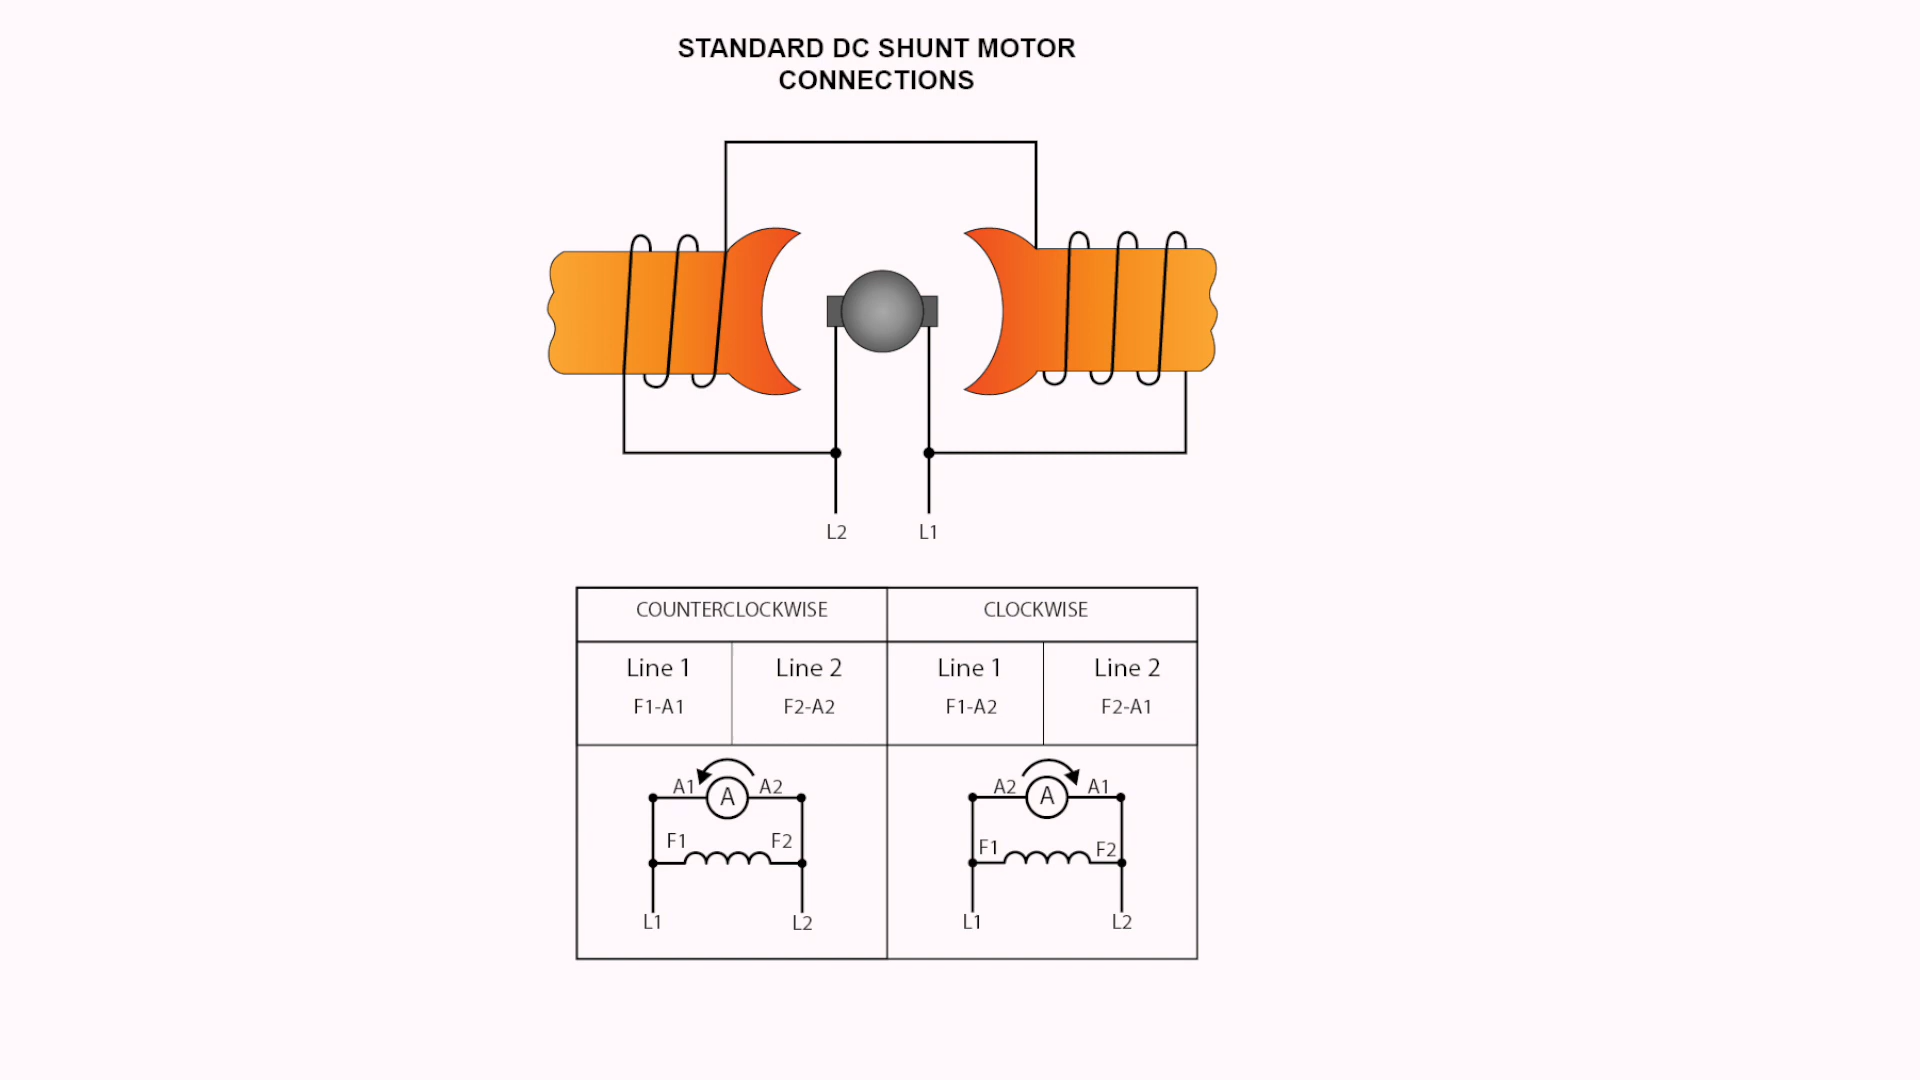 STANDARD DC SHUNT MOTOR
CONNECTIONS
L2 L1
COUNTERCLOCKWISE CLOCKWISE
Line 1 Line 2 Line 1 Line 2
F1-A1 F2-A2 F1-A2 F2-A1
A1 A A2 A2 A A1
F1 F2 F1 F2
L1 L2 L1 L2